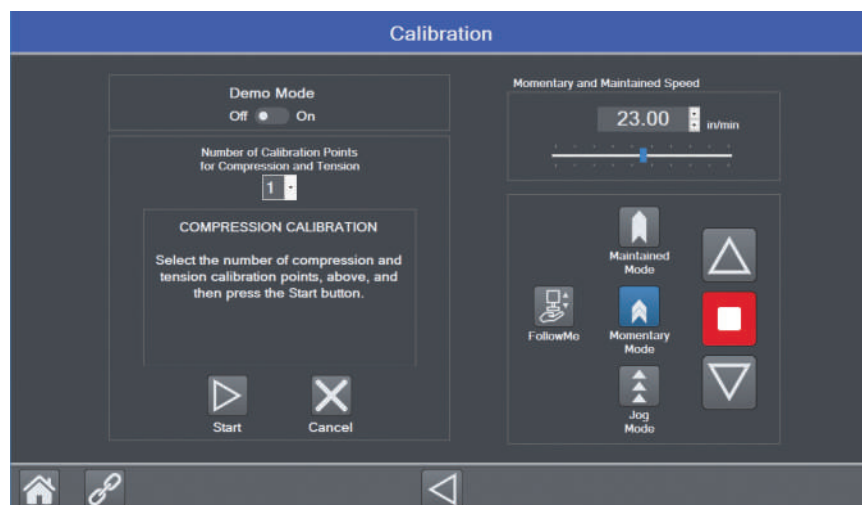 Calibration
Demo Mode
Off On
Number of Calibration Points
for Compression and Tension
1
COMPRESSION CALIBRATION
Select the number of compression and
tension calibration points, above, and
then press the Start button.
Start Cancel
Momentary and Maintained Speed
23.00 in/min
Maintained
Mode
FollowMe
Momentary
Mode
Jog
Mode